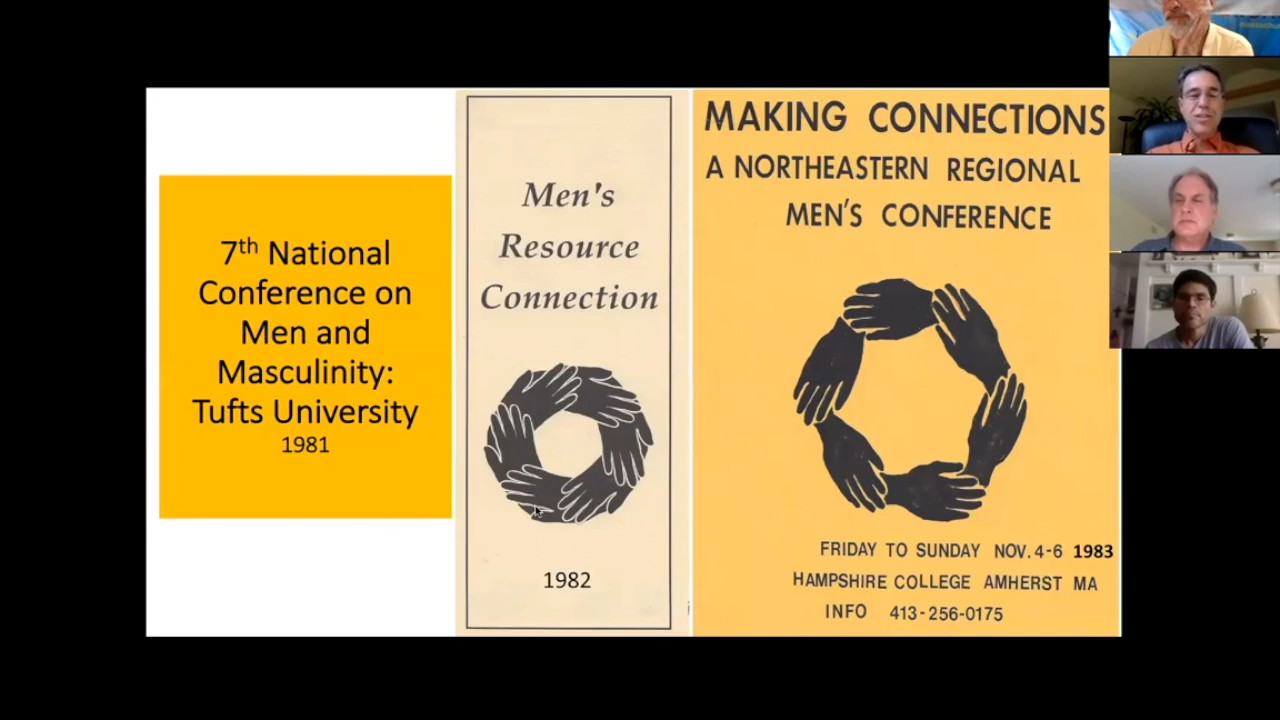 7th National
Conference on
Men and
Masculinity:
Tufts University
1981
Men's
Resource
Connection
1982
MAKING CONNECTIONS
A NORTHEASTERN REGIONAL
MEN'S CONFERENCE
FRIDAY TO SUNDAY NOV. 4-6 1983
HAMPSHIRE COLLEGE AMHERST MA
INFO 413-256-0175